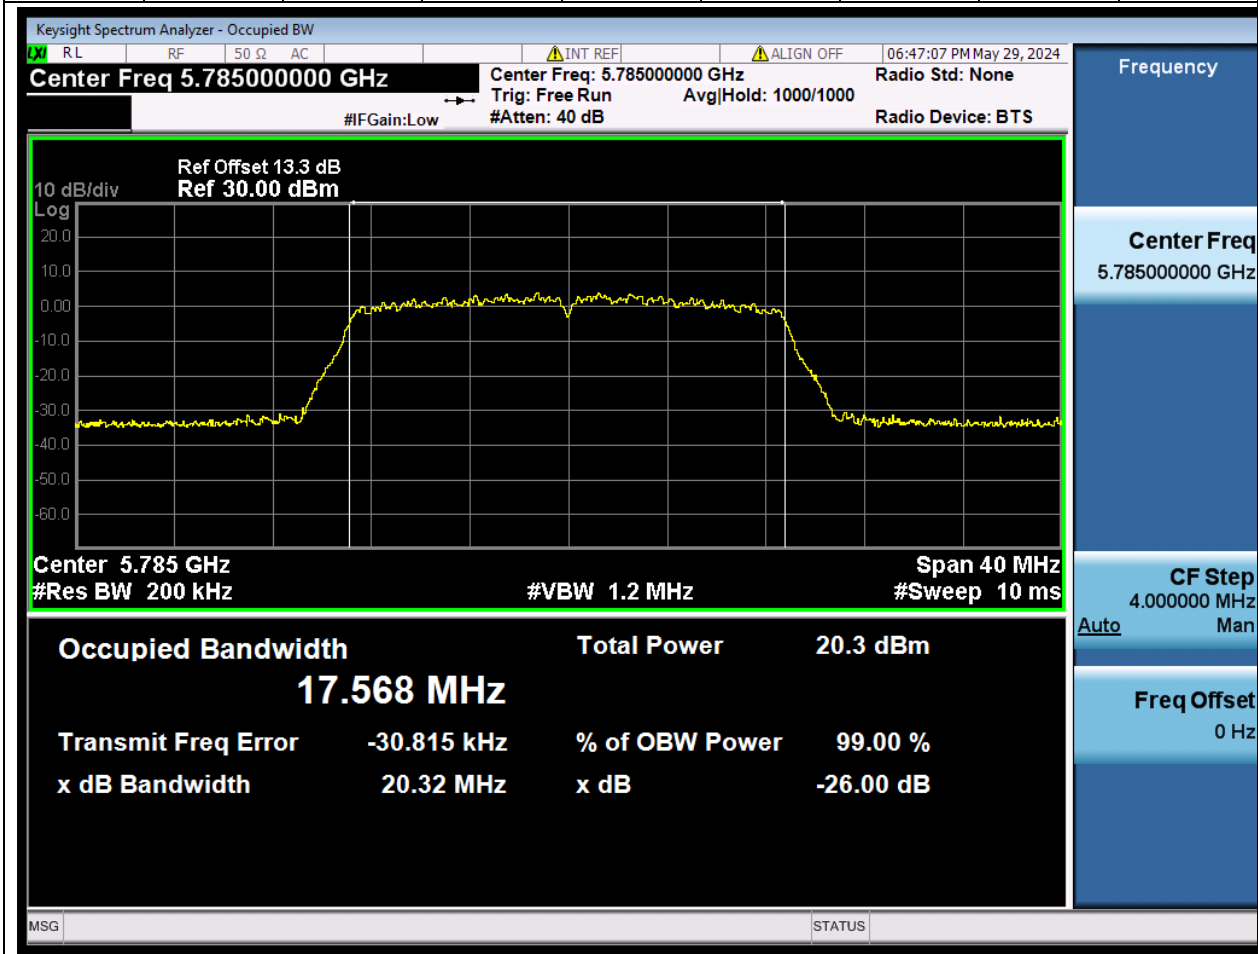 Keysight Spectrum Analyzer - Occupied BW
LXI RL RF 50 Ω AC INT REF ALIGN OFF 06:47:07 PM May 29, 2024
Center Freq 5.785000000 GHz
Center Freq: 5.785000000 GHz Radio Std: None
Trig: Free Run Avg|Hold: 1000/1000
#IFGain:Low #Atten: 40 dB Radio Device: BTS
Frequency
Ref Offset 13.3 dB
10 dB/div Ref 30.00 dBm
Log
20.0
10.0
0.00
-10.0
-20.0
-30.0
-40.0
-50.0
-60.0
Center 5.785 GHz Span 40 MHz
#Res BW 200 kHz #VBW 1.2 MHz #Sweep 10 ms
Center Freq
5.785000000 GHz
CF Step
4.000000 MHz
Auto Man
Freq Offset
0 Hz
Occupied Bandwidth Total Power 20.3 dBm
17.568 MHz
Transmit Freq Error -30.815 kHz % of OBW Power 99.00 %
x dB Bandwidth 20.32 MHz x dB -26.00 dB
MSG STATUS